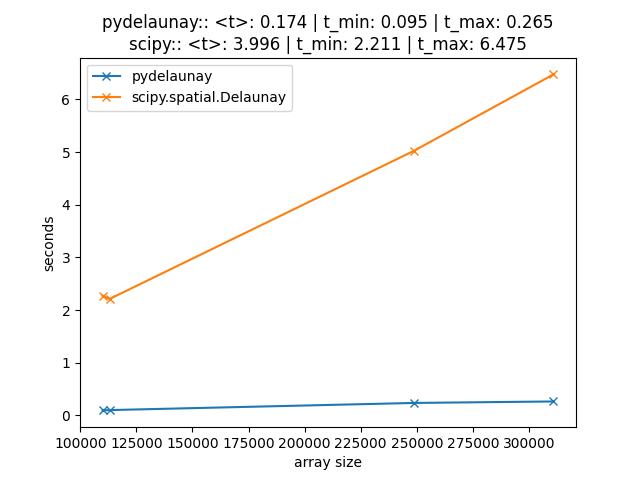 pydelaunay:: <t>: 0.174 | t_min: 0.095 | t_max: 0.265
scipy:: <t>: 3.996 | t_min: 2.211 | t_max: 6.475
pydelaunay
scipy.spatial.Delaunay
6
5
4
3
2
1
0
seconds
100000 125000 150000 175000 200000 225000 250000 275000 300000
array size